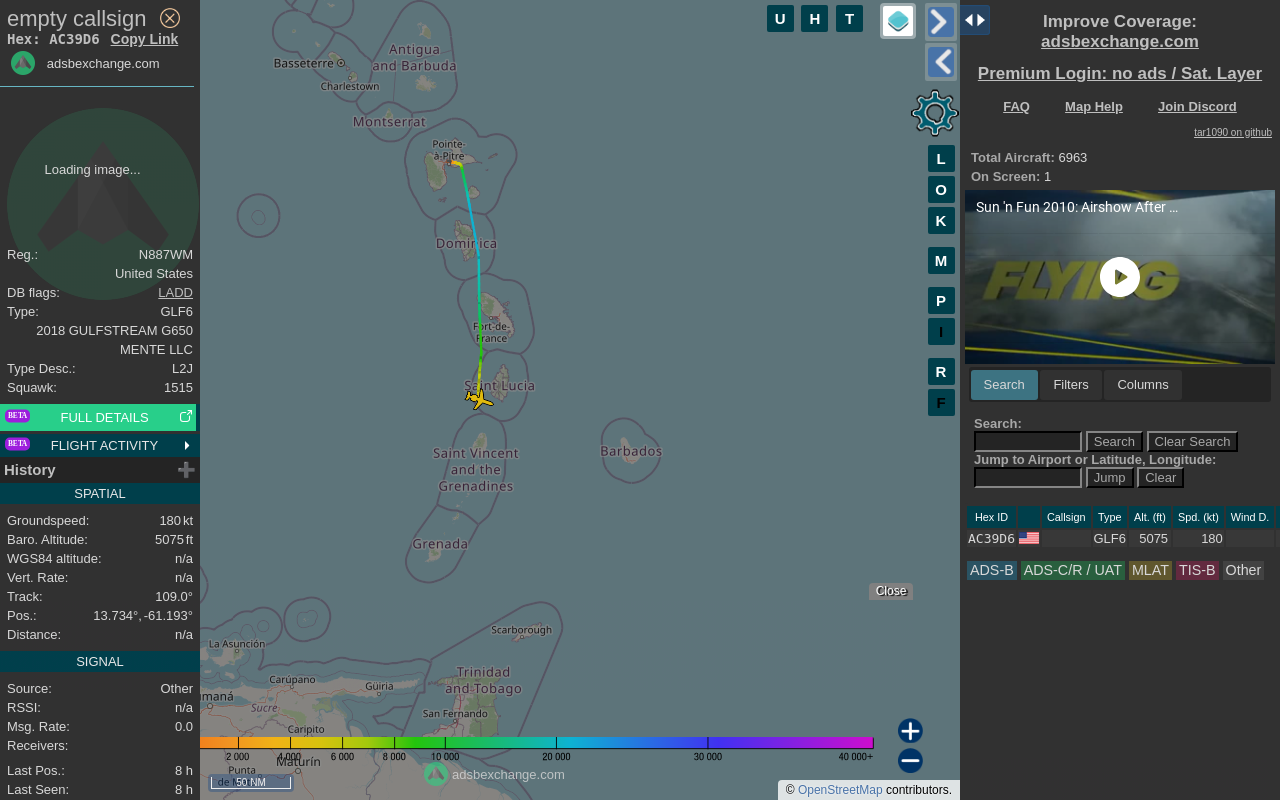 empty callsign
Hex: AC39D6 Copy Link
adsbexchange.com
Loading image...
Reg.: N887WM
United States
DB flags: LADD
Type: GLF6
2018 GULFSTREAM G650
MENTE LLC
Type Desc.: L2J
Squawk: 1515
BETA FULL DETAILS
BETA FLIGHT ACTIVITY
History
SPATIAL
Groundspeed: 180 kt
Baro. Altitude: 5075 ft
WGS84 altitude: n/a
Vert. Rate: n/a
Track: 109.0°
Pos.: 13.734°, -61.193°
Distance: n/a
SIGNAL
Source: Other
RSSI: n/a
Msg. Rate: 0.0
Receivers:
Last Pos.: 8 h
Last Seen: 8 h
U H T
L
O
K
M
P
I
R
F
Antigua
and Barbuda
Basseterre
Charlestown
Montserrat
Pointe-
à-Pitre
Dominica
Fort-de-
France
Saint Lucia
Saint Vincent
and the
Grenadines
Barbados
Grenada
Scarborough
La Asunción
Trinidad
and Tobago
Carúpano
Güiria
San Fernando
Sucre
Caripito
Maturín
Punta
Close
2 000 4 000 6 000 8 000 10 000 20 000 30 000 40 000+
50 NM
adsbexchange.com
© OpenStreetMap contributors.
Improve Coverage:
adsbexchange.com
Premium Login: no ads / Sat. Layer
FAQ Map Help Join Discord
tar1090 on github
Total Aircraft: 6963
On Screen: 1
Sun 'n Fun 2010: Airshow After ...
FLYING
Search Filters Columns
Search:
Search Clear Search
Jump to Airport or Latitude, Longitude:
Jump Clear
Hex ID Callsign Type Alt. (ft) Spd. (kt) Wind D.
AC39D6 GLF6 5075 180
ADS-B ADS-C/R / UAT MLAT TIS-B Other